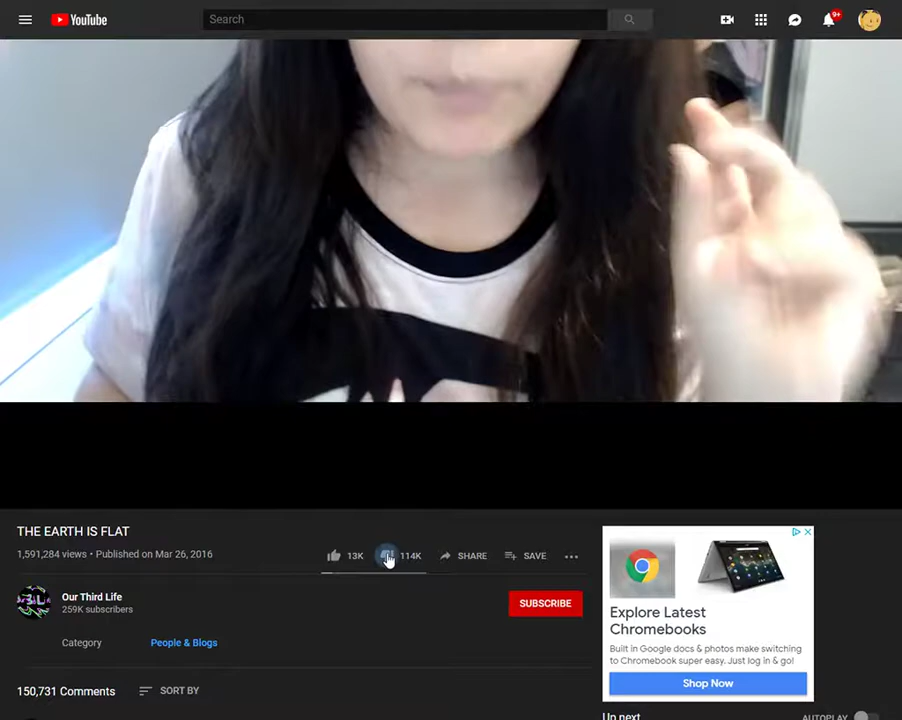 YouTube
Search
9+
THE EARTH IS FLAT
1,591,284 views • Published on Mar 26, 2016
13K
114K
SHARE
SAVE
Our Third Life
259K subscribers
SUBSCRIBE
Category
People & Blogs
150,731 Comments
SORT BY
Explore Latest
Chromebooks
Built in Google docs & photos make switching
to Chromebook super easy. Just log in & go!
Shop Now
Up next
AUTOPLAY